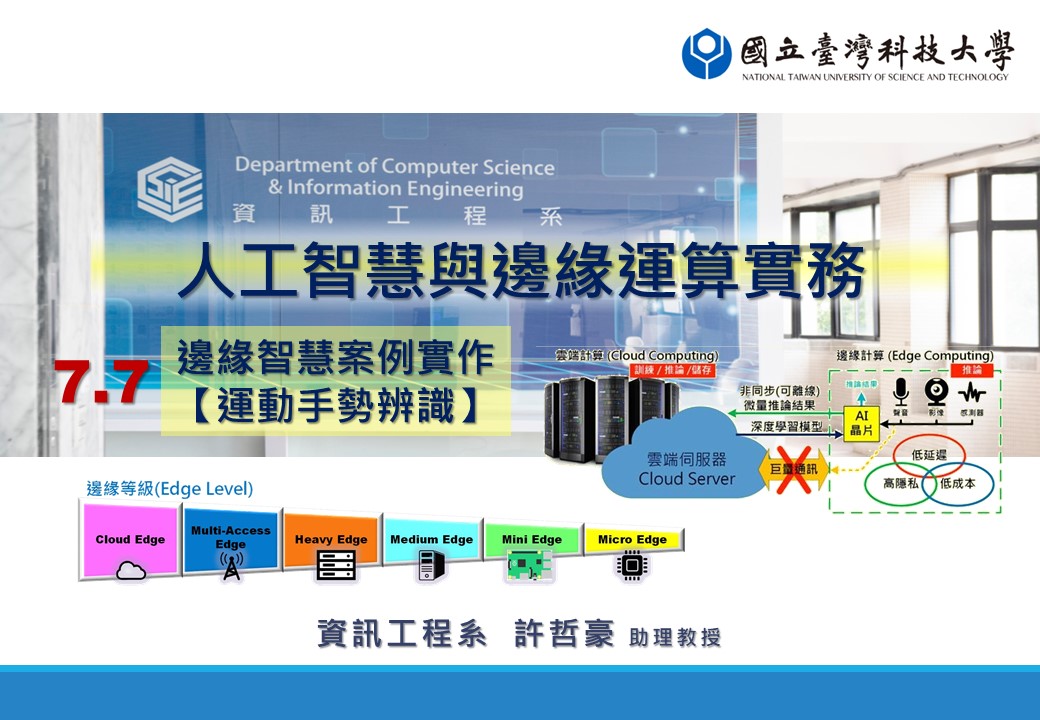 國立臺灣科技大學
NATIONAL TAIWAN UNIVERSITY OF SCIENCE AND TECHNOLOGY
Department of Computer Science
& Information Engineering
資訊工程系
人工智慧與邊緣運算實務
7.7
邊緣智慧案例實作
【運動手勢辨識】
雲端計算 (Cloud Computing)
訓練 / 推論 /儲存
邊緣計算 (Edge Computing)
推論
非同步(可離線)
微量推論結果
深度學習模型
推論結果
AI
晶片
聲音
影像
感測器
雲端伺服器
Cloud Server
巨量通訊
低延遲
高隱私
低成本
邊緣等級(Edge Level)
Cloud Edge
Multi-Access
Edge
Heavy Edge
Medium Edge
Mini Edge
Micro Edge
資訊工程系 許哲豪 助理教授